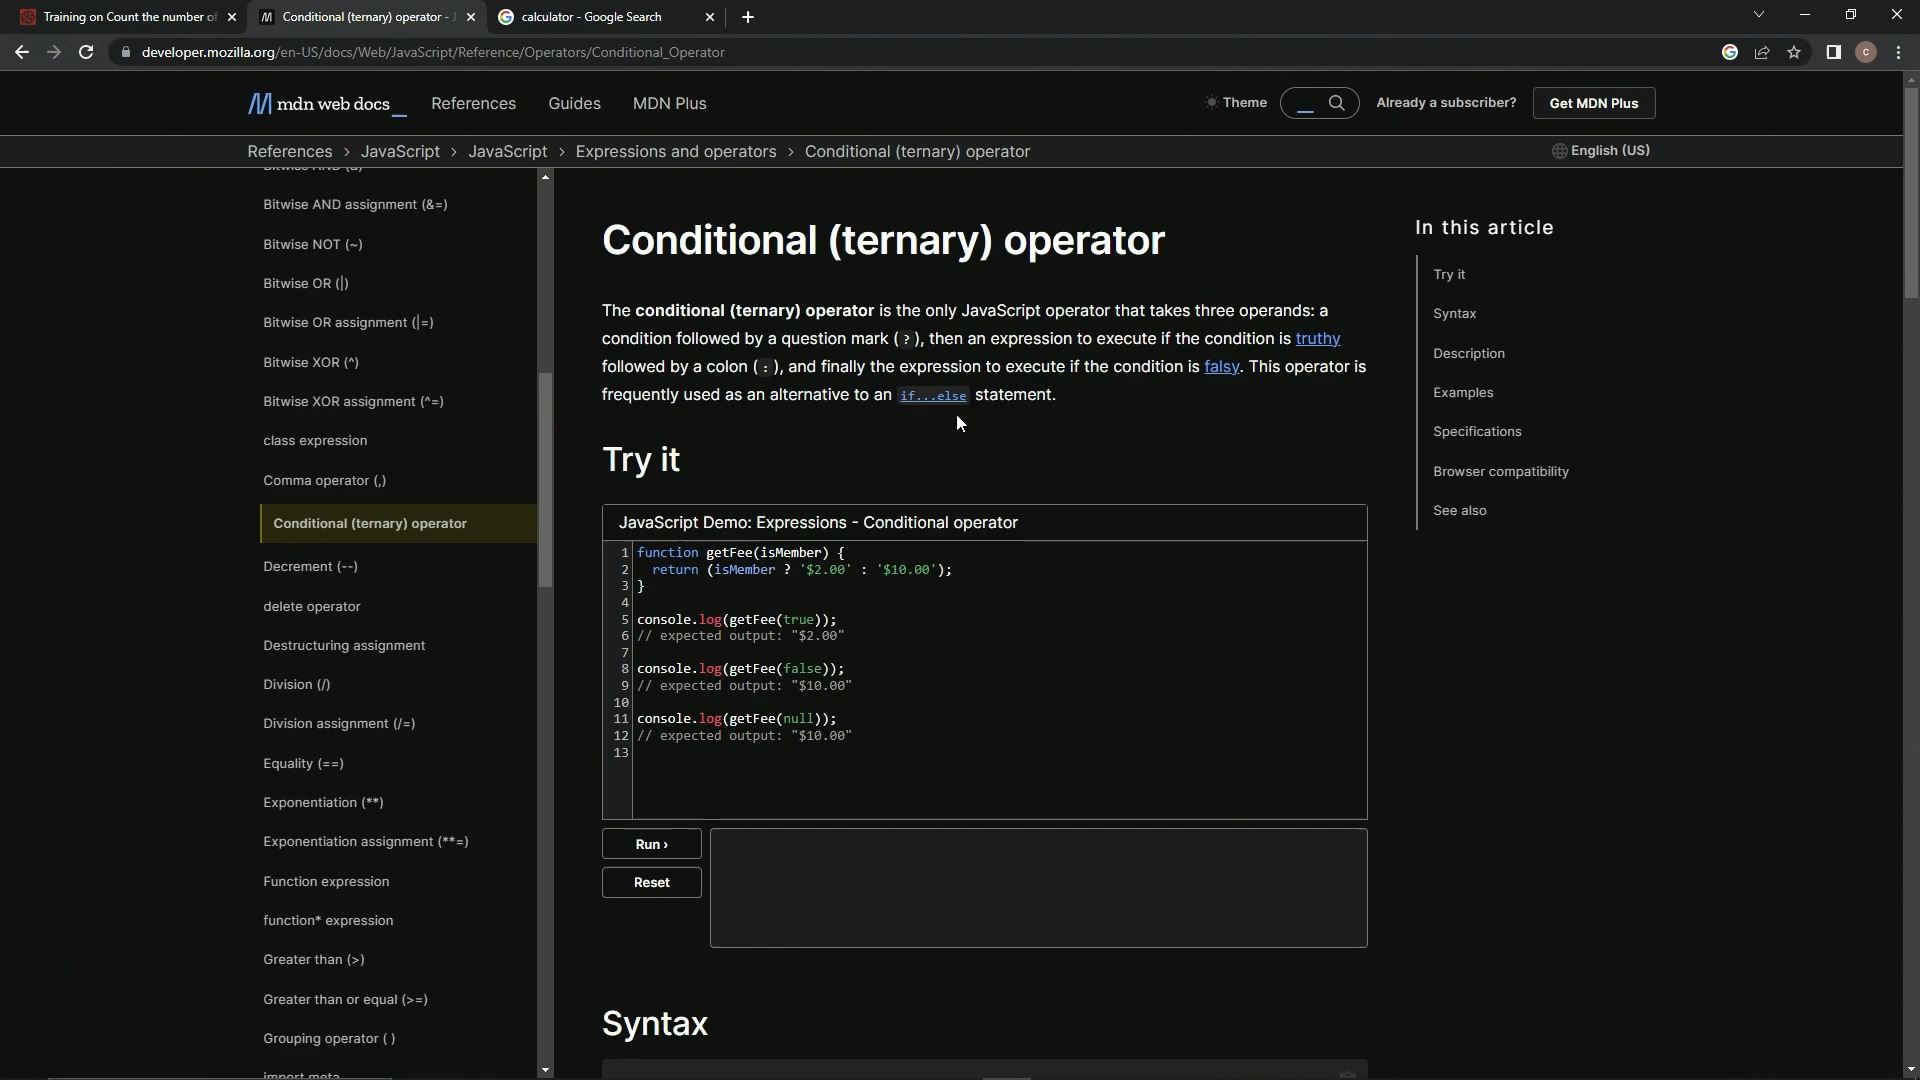 Training on Count the number of
Conditional (ternary) operator - J
calculator - Google Search
developer.mozilla.org/en-US/docs/Web/JavaScript/Reference/Operators/Conditional_Operator
C
mdn web docs_
References
Guides
MDN Plus
Theme
Already a subscriber?
Get MDN Plus
References > JavaScript > JavaScript > Expressions and operators > Conditional (ternary) operator
English (US)
Bitwise AND (&)
Bitwise AND assignment (&=)
Bitwise NOT (~)
Bitwise OR (|)
Bitwise OR assignment (|=)
Bitwise XOR (^)
Bitwise XOR assignment (^=)
class expression
Comma operator (,)
Conditional (ternary) operator
Decrement (--)
delete operator
Destructuring assignment
Division (/)
Division assignment (/=)
Equality (==)
Exponentiation (**)
Exponentiation assignment (**=)
Function expression
function* expression
Greater than (>)
Greater than or equal (>=)
Grouping operator ( )
import.meta
Conditional (ternary) operator
The conditional (ternary) operator is the only JavaScript operator that takes three operands: a
condition followed by a question mark (?), then an expression to execute if the condition is truthy
followed by a colon (:), and finally the expression to execute if the condition is falsy. This operator is
frequently used as an alternative to an if...else statement.
Try it
JavaScript Demo: Expressions - Conditional operator
1 function getFee(isMember) {
2   return (isMember ? '$2.00' : '$10.00');
3 }
4
5 console.log(getFee(true));
6 // expected output: "$2.00"
7
8 console.log(getFee(false));
9 // expected output: "$10.00"
10
11 console.log(getFee(null));
12 // expected output: "$10.00"
13
Run ›
Reset
Syntax
In this article
Try it
Syntax
Description
Examples
Specifications
Browser compatibility
See also